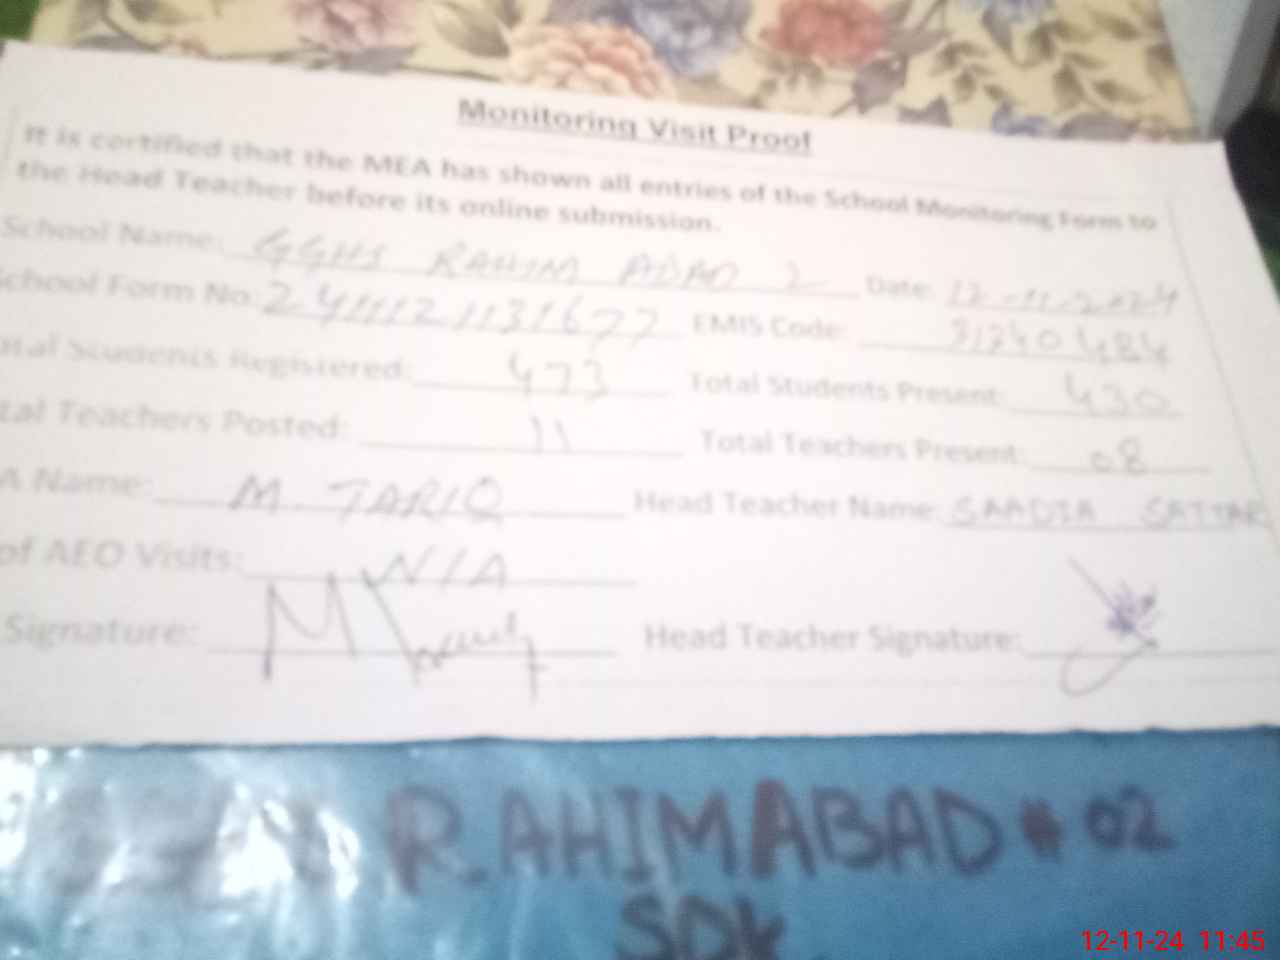 Monitoring Visit Proof
It is certified that the MEA has shown all entries of the School Monitoring Form to
the Head Teacher before its online submission.
School Name: GGHS RAHIM ABAD 2 Date: 12-11-2024
School Form No: 241112113167 EMIS Code: 31240484
otal Students Registered: 473 Total Students Present: 430
tal Teachers Posted: 11 Total Teachers Present: 08
A Name: M. TARIQ Head Teacher Name: SAADIA SATTAR
of AEO Visits: N/A
Signature: Head Teacher Signature:
RAHIMABAD # 02
SDK
12-11-24 11:45